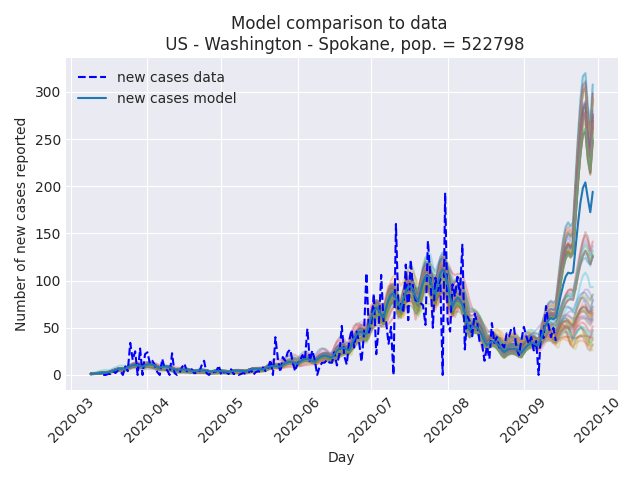 Model comparison to data
US - Washington - Spokane, pop. = 522798
new cases data
new cases model
Number of new cases reported
300
250
200
150
100
50
0
2020-03
2020-04
2020-05
2020-06
2020-07
2020-08
2020-09
2020-10
Day